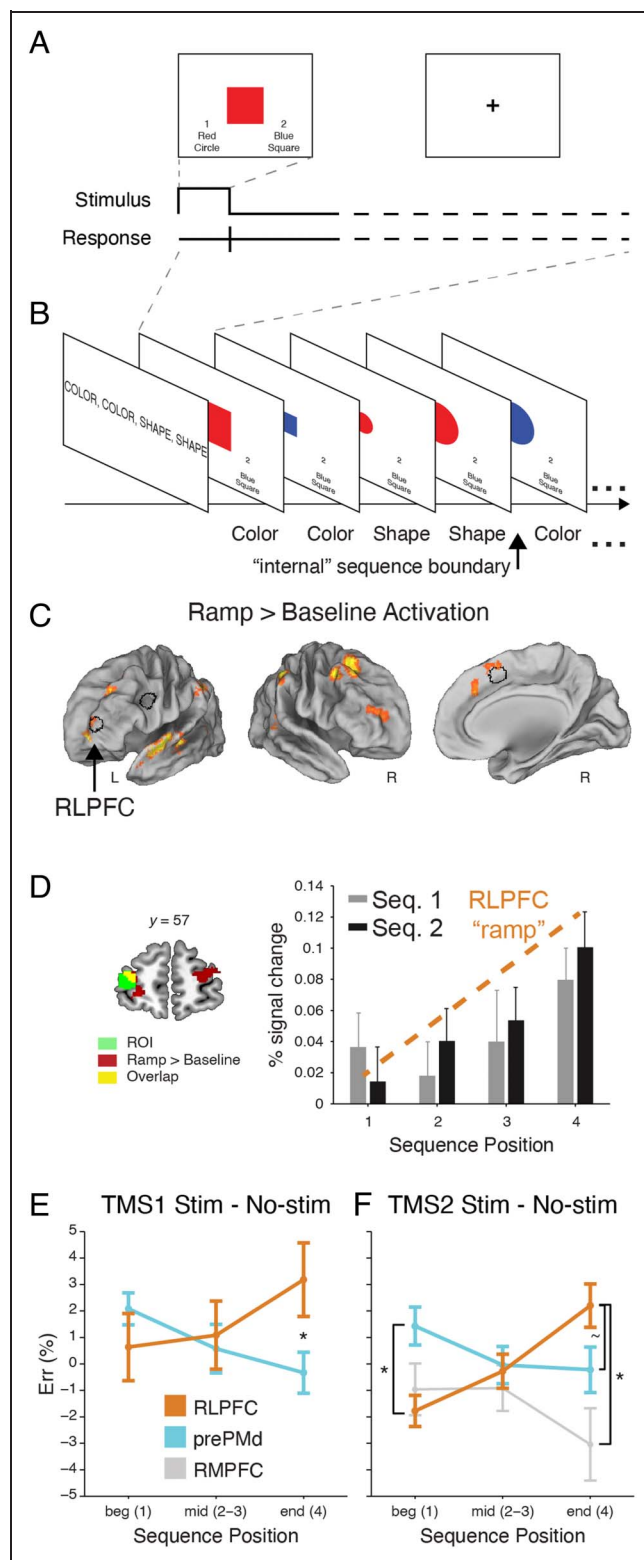 A
1
Red
Circle
2
Blue
Square
+
Stimulus
Response
B
COLOR, COLOR, SHAPE, SHAPE
2
Blue
Square
2
Blue
Square
2
Blue
Square
2
Blue
Square
2
Blue
Square
...
Color Color Shape Shape Color ...
"internal" sequence boundary
C
Ramp > Baseline Activation
L
R
R
RLPFC
D
y = 57
ROI
Ramp > Baseline
Overlap
% signal change
0.14
0.12
0.1
0.08
0.06
0.04
0.02
0
Seq. 1
Seq. 2
RLPFC
"ramp"
1 2 3 4
Sequence Position
E TMS1 Stim - No-stim
F TMS2 Stim - No-stim
Err (%)
5
4
3
2
1
0
−1
−2
−3
−4
−5
*
RLPFC
prePMd
RMPFC
*
~
*
beg (1) mid (2–3) end (4)
beg (1) mid (2–3) end (4)
Sequence Position
Sequence Position